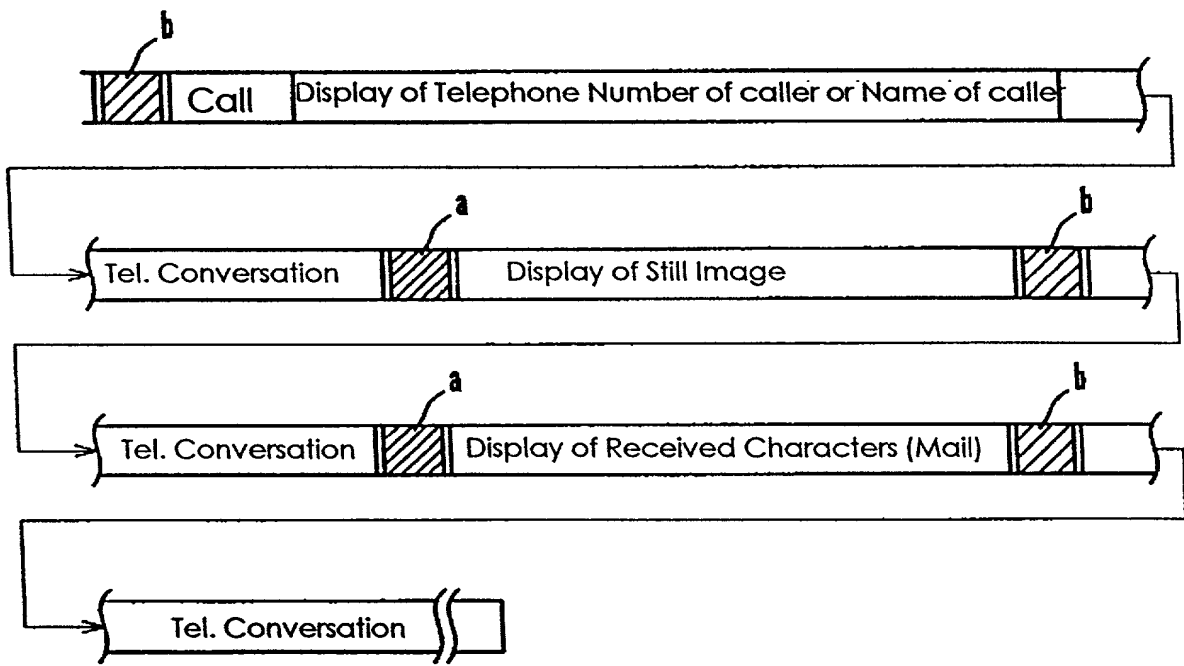 b
Call Display of Telephone Number of caller or Name of caller
a b
Tel. Conversation Display of Still Image
a b
Tel. Conversation Display of Received Characters (Mail)
Tel. Conversation